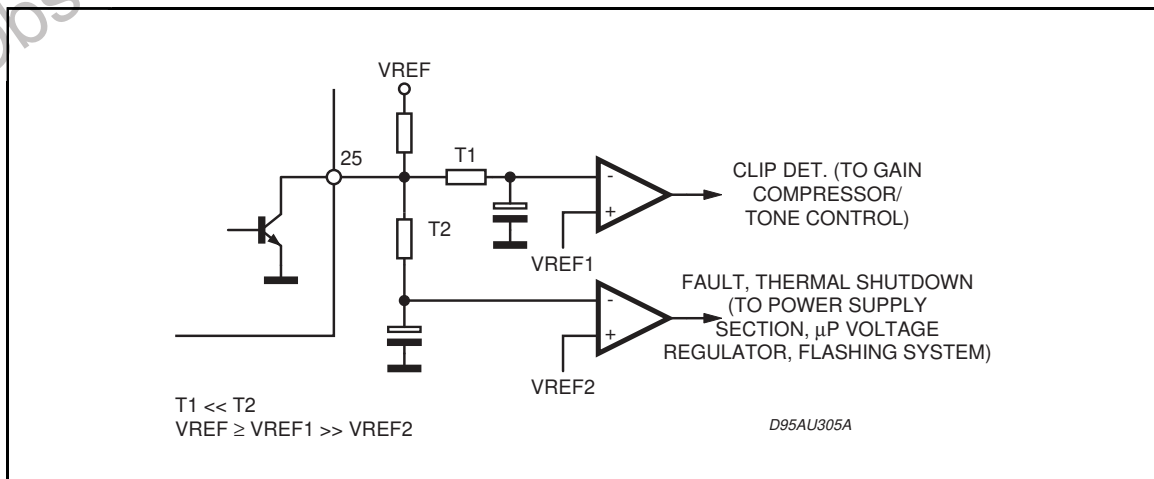 VREF
25
T1
CLIP DET. (TO GAIN
COMPRESSOR/
TONE CONTROL)
-
+
VREF1
T2
FAULT, THERMAL SHUTDOWN
(TO POWER SUPPLY
SECTION, μP VOLTAGE
REGULATOR, FLASHING SYSTEM)
-
+
VREF2
T1 << T2
VREF ≥ VREF1 >> VREF2
D95AU305A